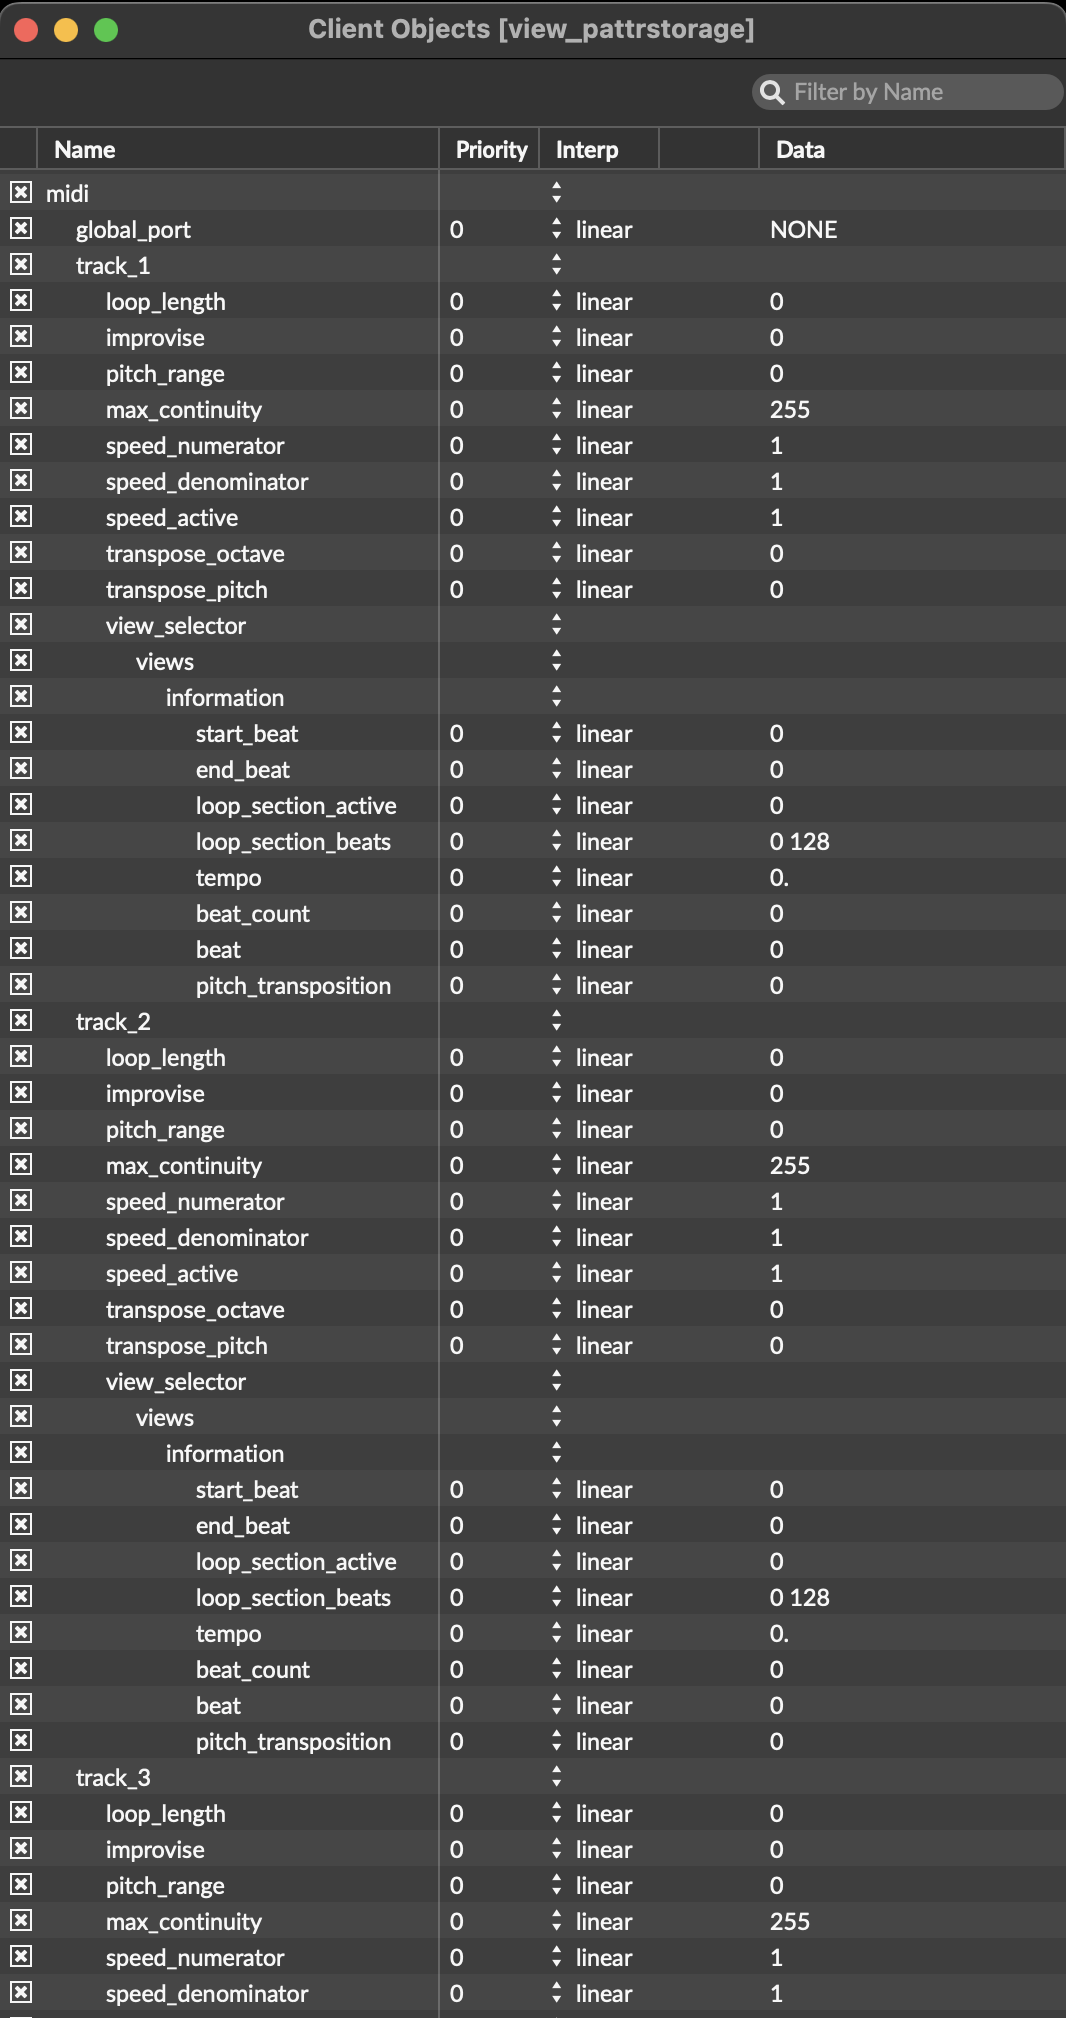 Client Objects [view_pattrstorage]
Filter by Name
Name Priority Interp Data
midi
global_port 0 linear NONE
track_1
loop_length 0 linear 0
improvise 0 linear 0
pitch_range 0 linear 0
max_continuity 0 linear 255
speed_numerator 0 linear 1
speed_denominator 0 linear 1
speed_active 0 linear 1
transpose_octave 0 linear 0
transpose_pitch 0 linear 0
view_selector
views
information
start_beat 0 linear 0
end_beat 0 linear 0
loop_section_active 0 linear 0
loop_section_beats 0 linear 0 128
tempo 0 linear 0.
beat_count 0 linear 0
beat 0 linear 0
pitch_transposition 0 linear 0
track_2
loop_length 0 linear 0
improvise 0 linear 0
pitch_range 0 linear 0
max_continuity 0 linear 255
speed_numerator 0 linear 1
speed_denominator 0 linear 1
speed_active 0 linear 1
transpose_octave 0 linear 0
transpose_pitch 0 linear 0
view_selector
views
information
start_beat 0 linear 0
end_beat 0 linear 0
loop_section_active 0 linear 0
loop_section_beats 0 linear 0 128
tempo 0 linear 0.
beat_count 0 linear 0
beat 0 linear 0
pitch_transposition 0 linear 0
track_3
loop_length 0 linear 0
improvise 0 linear 0
pitch_range 0 linear 0
max_continuity 0 linear 255
speed_numerator 0 linear 1
speed_denominator 0 linear 1